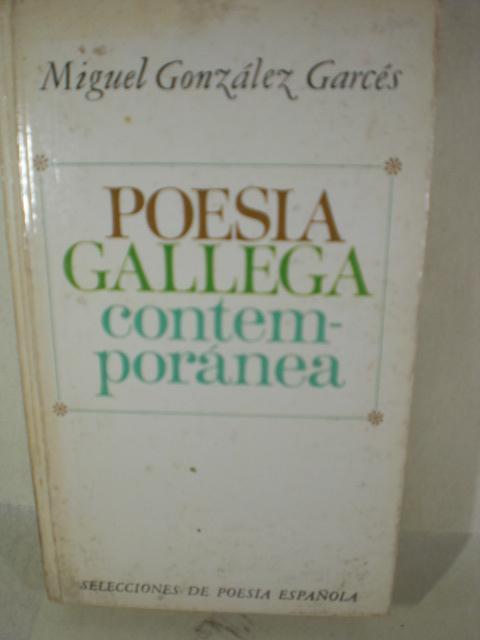 Miguel González Garcés
POESIA
GALLEGA
contem-
poránea
SELECCIONES DE POESIA ESPAÑOLA